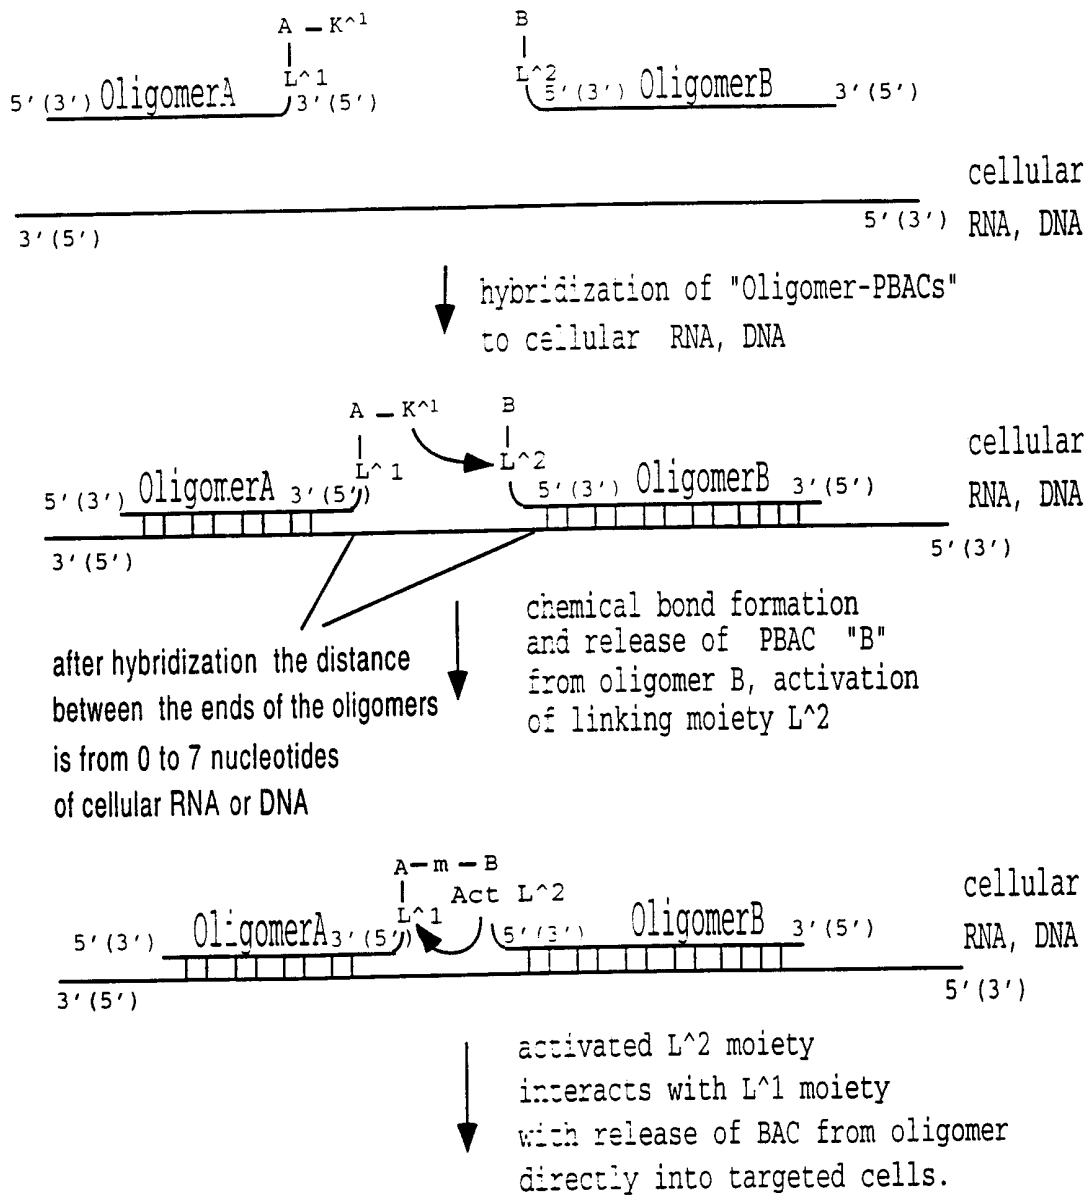 A — K^1
B
L^1
L^2
5'(3') OligomerA 3'(5')
5'(3') OligomerB 3'(5')
cellular
RNA, DNA
3'(5')
5'(3')
hybridization of "Oligomer-PBACs"
to cellular RNA, DNA
A — K^1
B
L^1
L^2
5'(3') OligomerA 3'(5')
5'(3') OligomerB 3'(5')
cellular
RNA, DNA
3'(5')
5'(3')
after hybridization the distance
between the ends of the oligomers
is from 0 to 7 nucleotides
of cellular RNA or DNA
chemical bond formation
and release of PBAC "B"
from oligomer B, activation
of linking moiety L^2
A — m — B
L^1
Act L^2
5'(3') OligomerA 3'(5')
5'(3') OligomerB 3'(5')
cellular
RNA, DNA
3'(5')
5'(3')
activated L^2 moiety
interacts with L^1 moiety
with release of BAC from oligomer
directly into targeted cells.